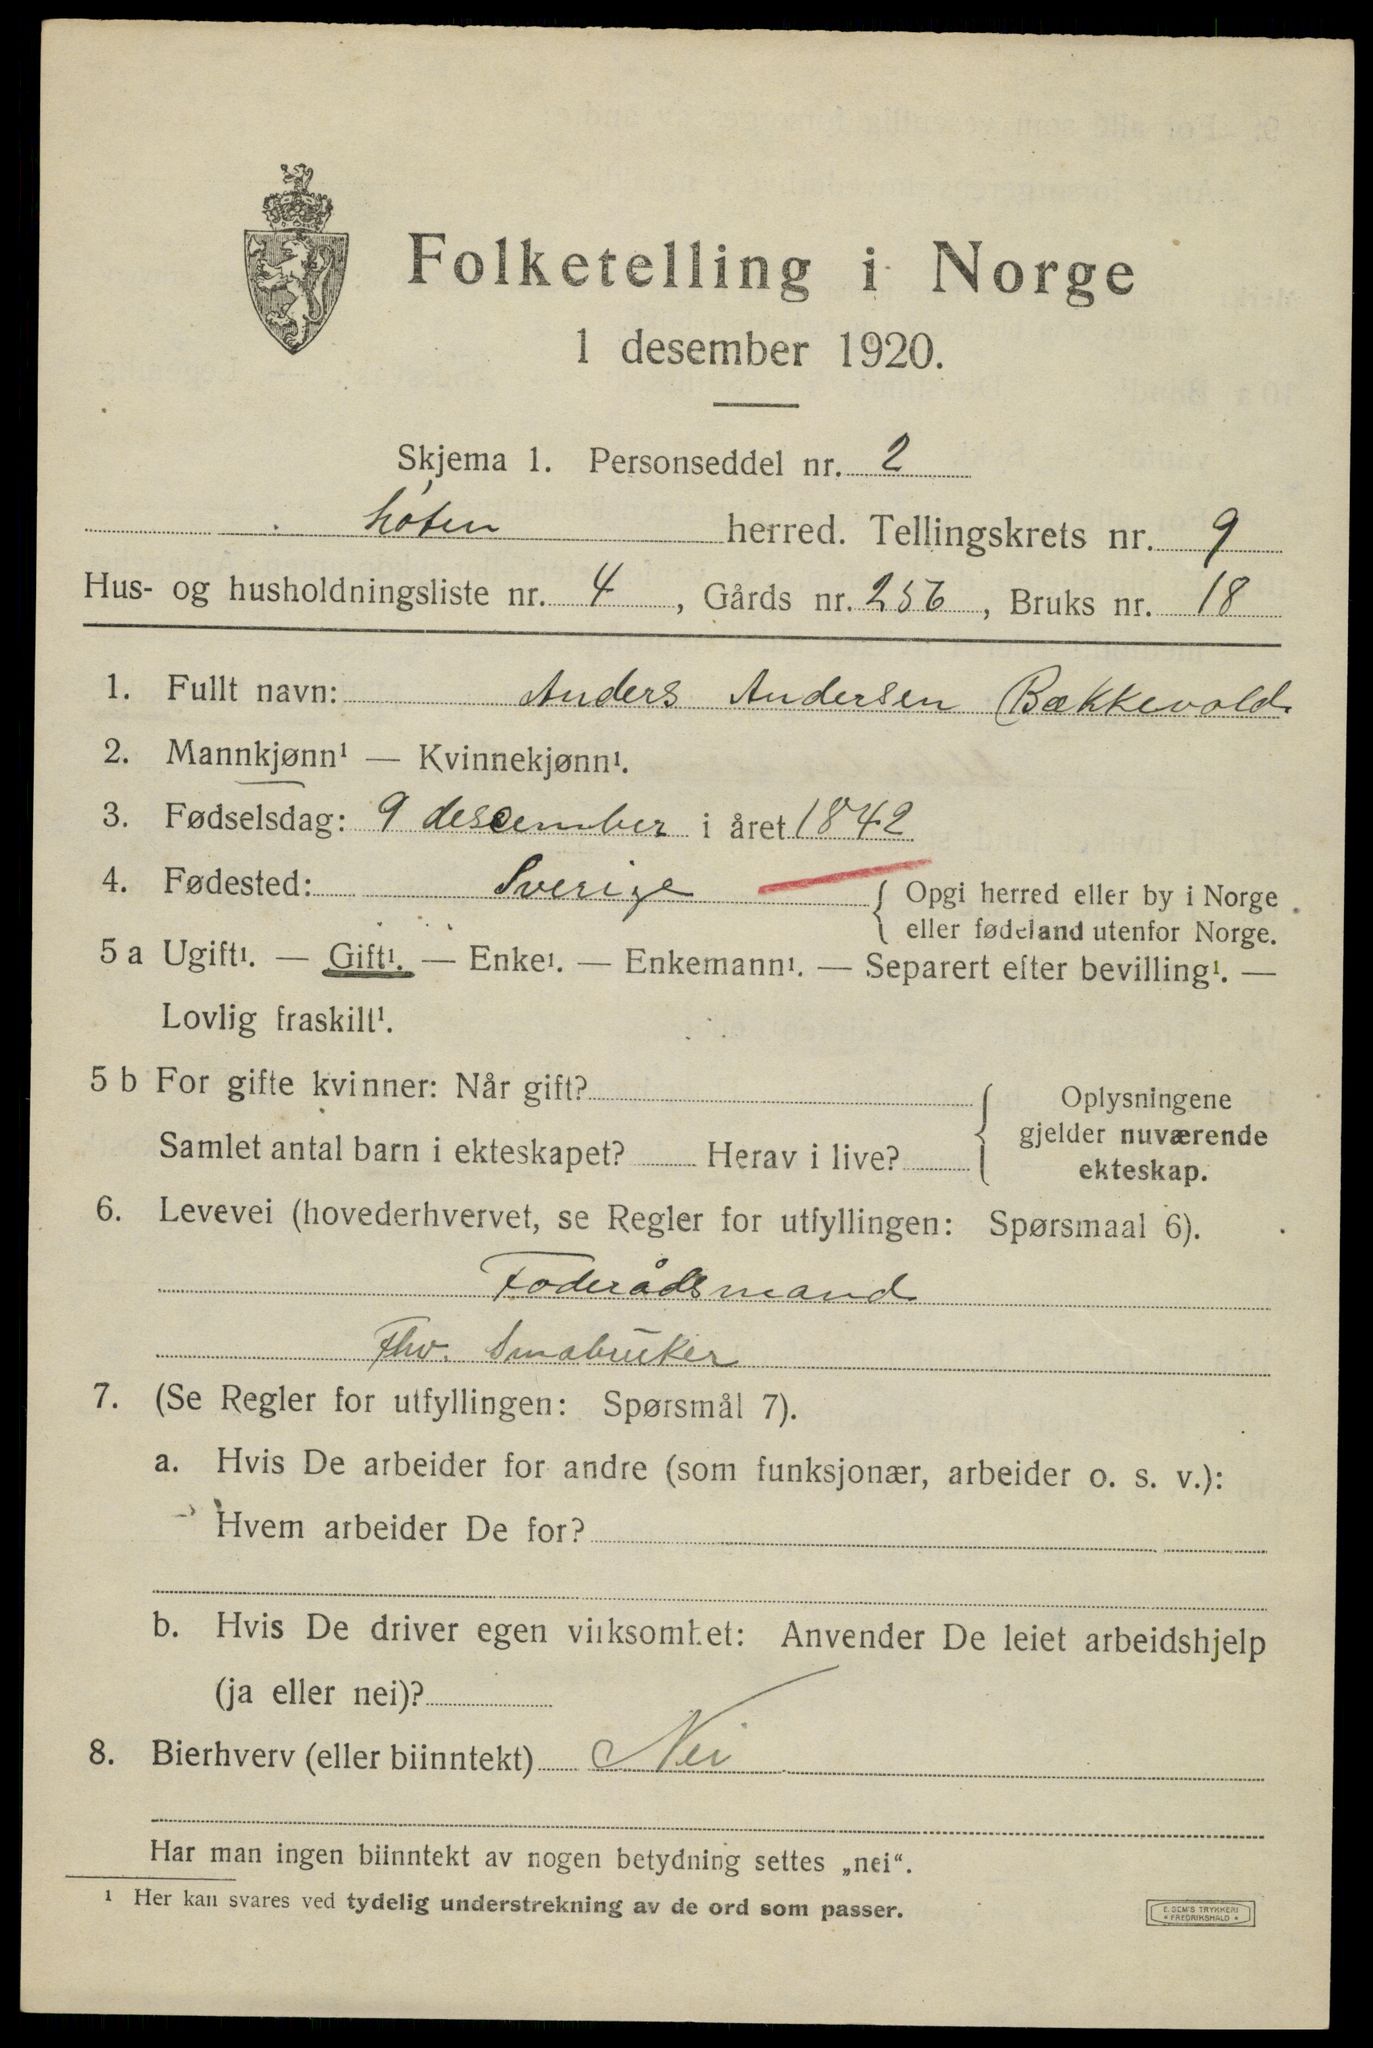 Folketelling i Norge
1 desember 1920.
Skjema 1. Personseddel nr. 2
Løten herred. Tellingskrets nr. 9
Hus- og husholdningsliste nr. 4, Gårds nr. 256, Bruks nr. 18
1. Fullt navn: Anders Andersen Bækkevold
2. Mannkjønn¹ — Kvinnekjønn¹.
3. Fødselsdag: 9 descember i året 1842
4. Fødested: Sverige { Opgi herred eller by i Norge
eller fødeland utenfor Norge.
5 a Ugift¹. — Gift¹. — Enke¹. — Enkemann¹. — Separert efter bevilling¹. —
Lovlig fraskilt¹.
5 b For gifte kvinner: Når gift?
Samlet antal barn i ekteskapet? Herav i live?
{ Oplysningene
gjelder nuværende
ekteskap.
6. Levevei (hovederhvervet, se Regler for utfyllingen: Spørsmaal 6).
Foderådsmand
Fhv. Småbruker
7. (Se Regler for utfyllingen: Spørsmål 7).
a. Hvis De arbeider for andre (som funksjonær, arbeider o. s. v.):
Hvem arbeider De for?
b. Hvis De driver egen virksomhet: Anvender De leiet arbeidshjelp
(ja eller nei)?
8. Bierhverv (eller biinntekt) Nei
Har man ingen biinntekt av nogen betydning settes „nei“.
¹ Her kan svares ved tydelig understrekning av de ord som passer.
E. SEM'S TRYKKERI
* FREDRIKSHALD *